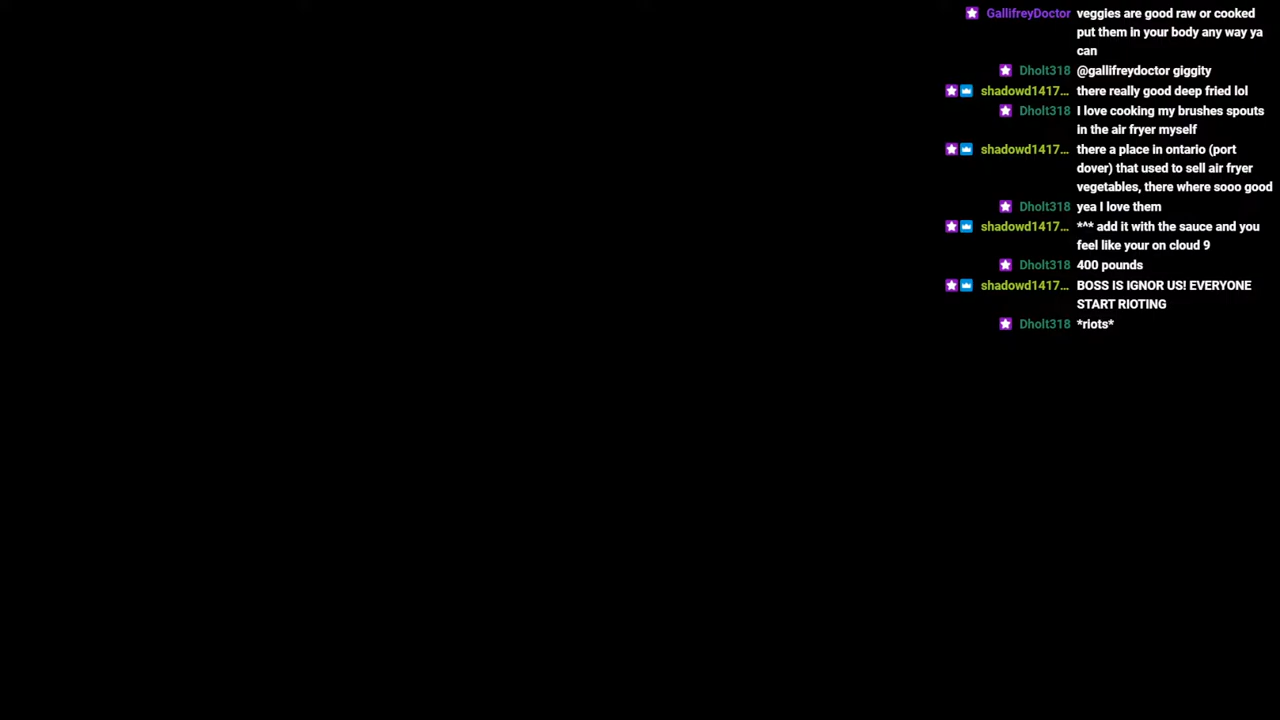 GallifreyDoctor veggies are good raw or cooked
put them in your body any way ya
can
Dholt318 @gallifreydoctor giggity
shadowd1417… there really good deep fried lol
Dholt318 I love cooking my brushes spouts
in the air fryer myself
shadowd1417… there a place in ontario (port
dover) that used to sell air fryer
vegetables, there where sooo good
Dholt318 yea I love them
shadowd1417… *^* add it with the sauce and you
feel like your on cloud 9
Dholt318 400 pounds
shadowd1417… BOSS IS IGNOR US! EVERYONE
START RIOTING
Dholt318 *riots*